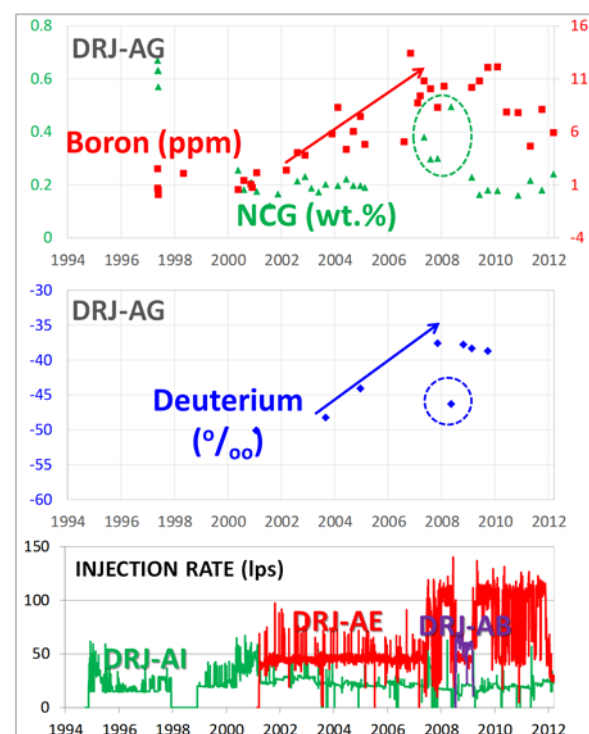 0.8 DRJ-AG 16
0.6 11
0.4 Boron (ppm) 6
0.2 1
NCG (wt.%)
0 -4
1994 1996 1998 2000 2002 2004 2006 2008 2010 2012
-30 DRJ-AG
-35
-40
-45 Deuterium
-50 (o/oo)
-55
-60
1994 1996 1998 2000 2002 2004 2006 2008 2010 2012
150 INJECTION RATE (lps)
100 DRJ-AE DRJ-AB
50 DRJ-AI
0
1994 1996 1998 2000 2002 2004 2006 2008 2010 2012